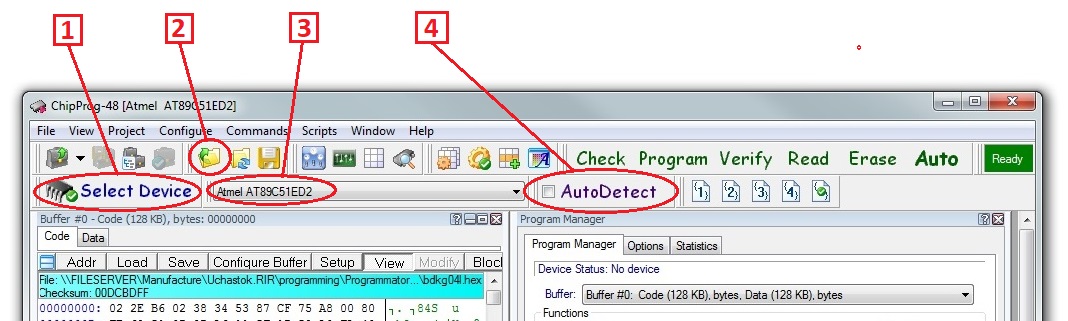 1 2 3 4
ChipProg-48 [Atmel AT89C51ED2]
File View Project Configure Commands Scripts Window Help
Check Program Verify Read Erase Auto Ready
Select Device Atmel AT89C51ED2 AutoDetect 1 2 3 4
Buffer #0 - Code (128 KB), bytes: 00000000
Code Data
Addr Load Save Configure Buffer Setup View Modify Bloc
File: \\FILESERVER\Manufacture\Uchastok.RIR\programming\Programmator...\bdkg04l.hex
Checksum: 00DCBDFF
00000000: 02 2E B6 02 38 34 53 87 CF 75 A8 00 80
Program Manager
Program Manager Options Statistics
Device Status: No device
Buffer: Buffer #0: Code (128 KB), bytes, Data (128 KB), bytes
Functions